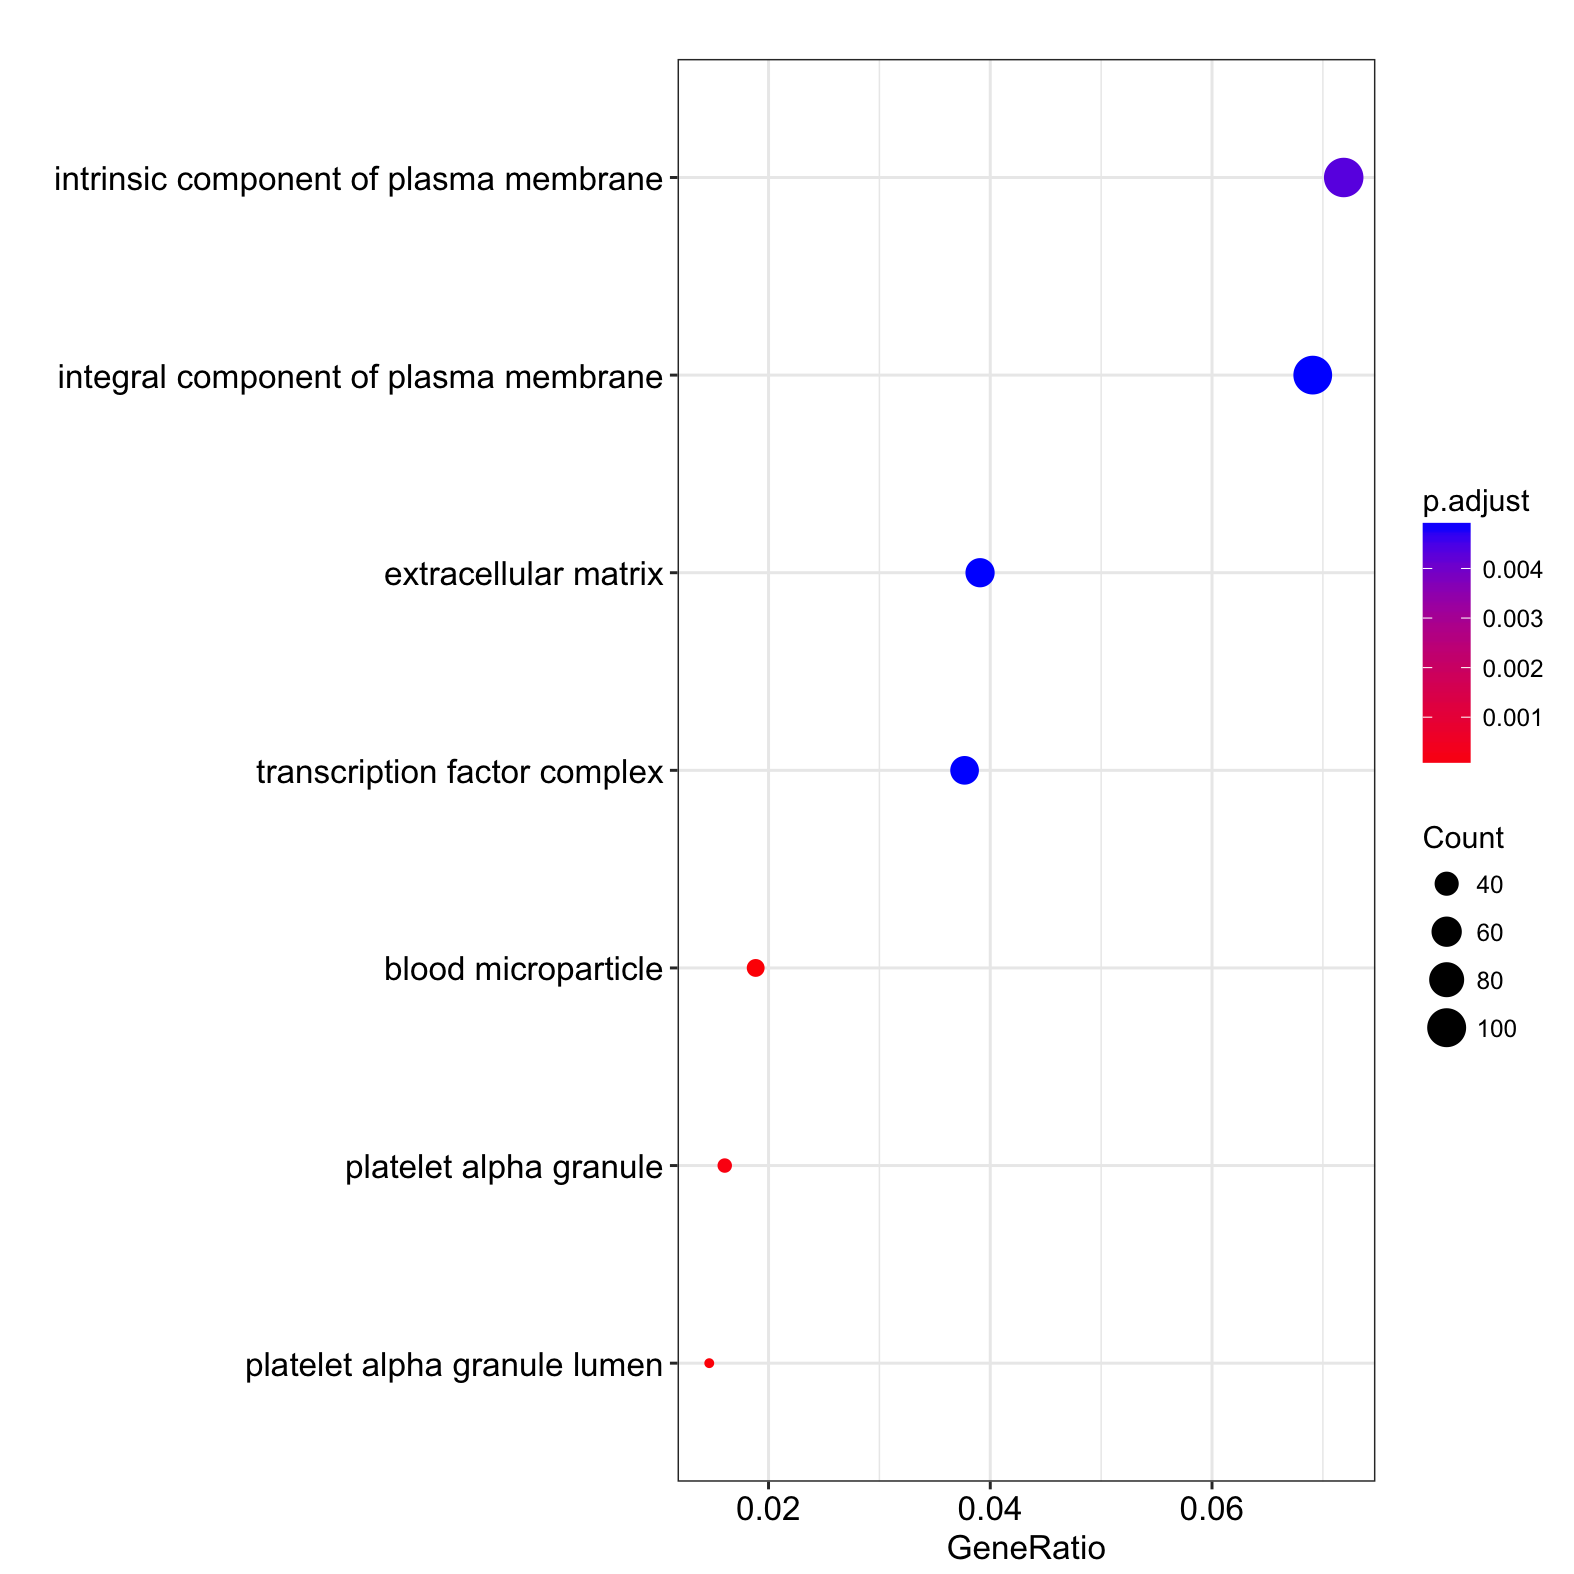 intrinsic component of plasma membrane
integral component of plasma membrane
extracellular matrix
transcription factor complex
blood microparticle
platelet alpha granule
platelet alpha granule lumen
0.02
0.04
0.06
GeneRatio
p.adjust
0.004
0.003
0.002
0.001
Count
40
60
80
100